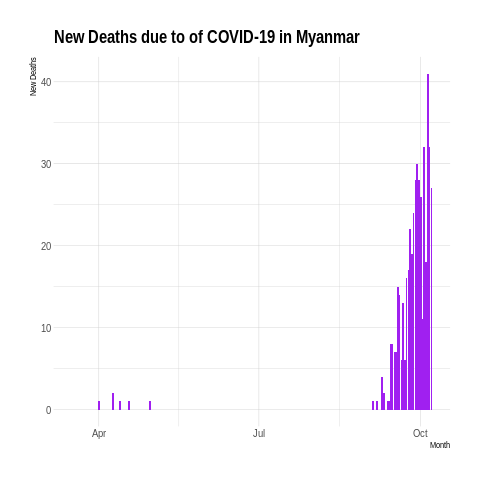 New Deaths due to of COVID-19 in Myanmar
New Deaths
40
30
20
10
0
Apr
Jul
Oct
Month